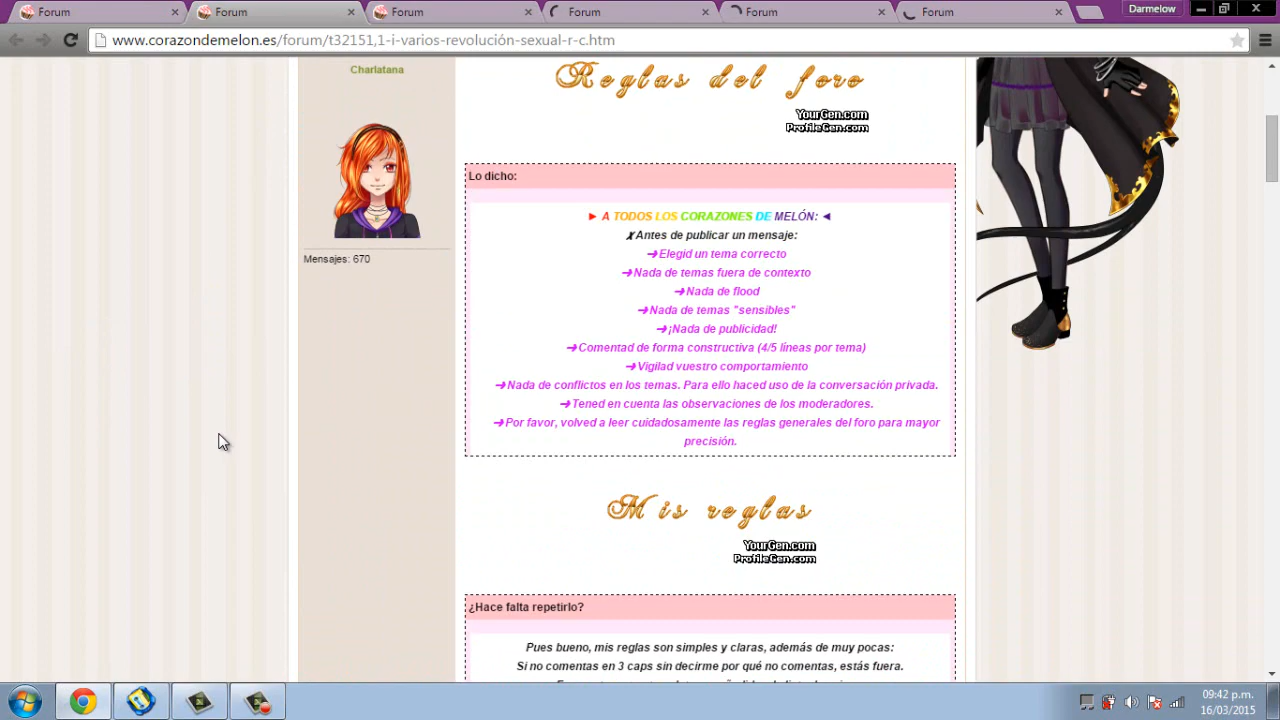 Forum Forum Forum Forum Forum Forum Darmelow
www.corazondemelon.es/forum/t32151,1-i-varios-revolución-sexual-r-c.htm
Charlatana
Mensajes: 670
Reglas del foro
YourGen.com
ProfileGen.com
Lo dicho:
► A TODOS LOS CORAZONES DE MELÓN: ◄
✗Antes de publicar un mensaje:
➜Elegid un tema correcto
➜Nada de temas fuera de contexto
➜Nada de flood
➜Nada de temas "sensibles"
➜¡Nada de publicidad!
➜Comentad de forma constructiva (4/5 líneas por tema)
➜Vigilad vuestro comportamiento
➜Nada de conflictos en los temas. Para ello haced uso de la conversación privada.
➜Tened en cuenta las observaciones de los moderadores.
➜Por favor, volved a leer cuidadosamente las reglas generales del foro para mayor
precisión.
Mis reglas
YourGen.com
ProfileGen.com
¿Hace falta repetirlo?
Pues bueno, mis reglas son simples y claras, además de muy pocas:
Si no comentas en 3 caps sin decirme por qué no comentas, estás fuera.
09:42 p.m.
16/03/2015